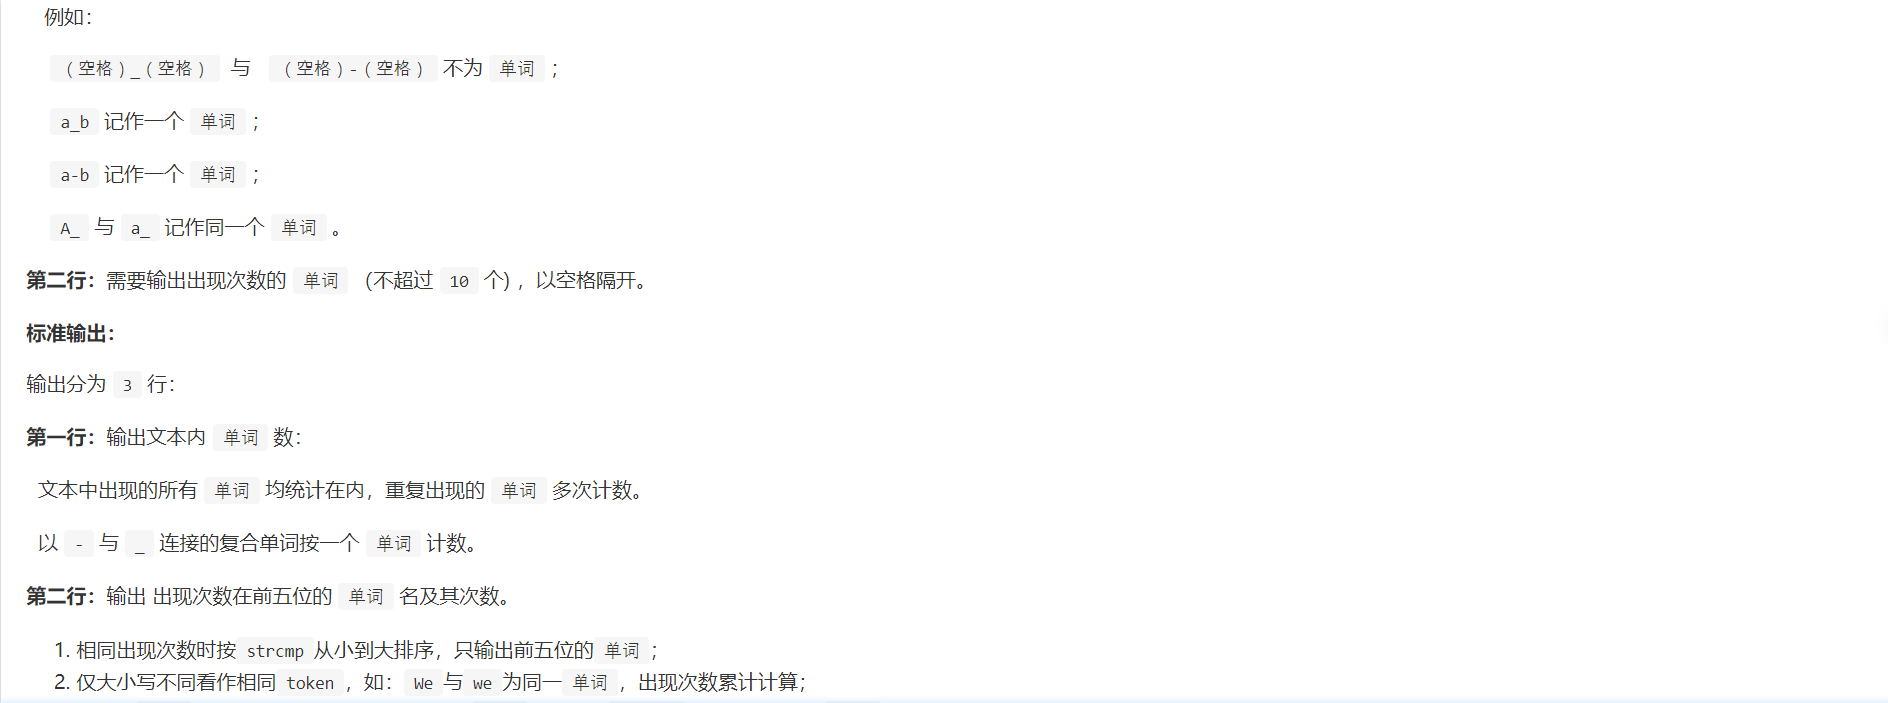 例如：
（空格）_（空格） 与 （空格）-（空格） 不为 单词 ；
a_b 记作一个 单词 ；
a-b 记作一个 单词 ；
A_ 与 a_ 记作同一个 单词 。
第二行：需要输出出现次数的 单词 （不超过 10 个），以空格隔开。
标准输出：
输出分为 3 行：
第一行：输出文本内 单词 数：
文本中出现的所有 单词 均统计在内，重复出现的 单词 多次计数。
以 - 与 _ 连接的复合单词按一个 单词 计数。
第二行：输出 出现次数在前五位的 单词 名及其次数。
1. 相同出现次数时按 strcmp 从小到大排序，只输出前五位的 单词 ；
2. 仅大小写不同看作相同 token ，如： We 与 we 为同一 单词 ，出现次数累计计算；